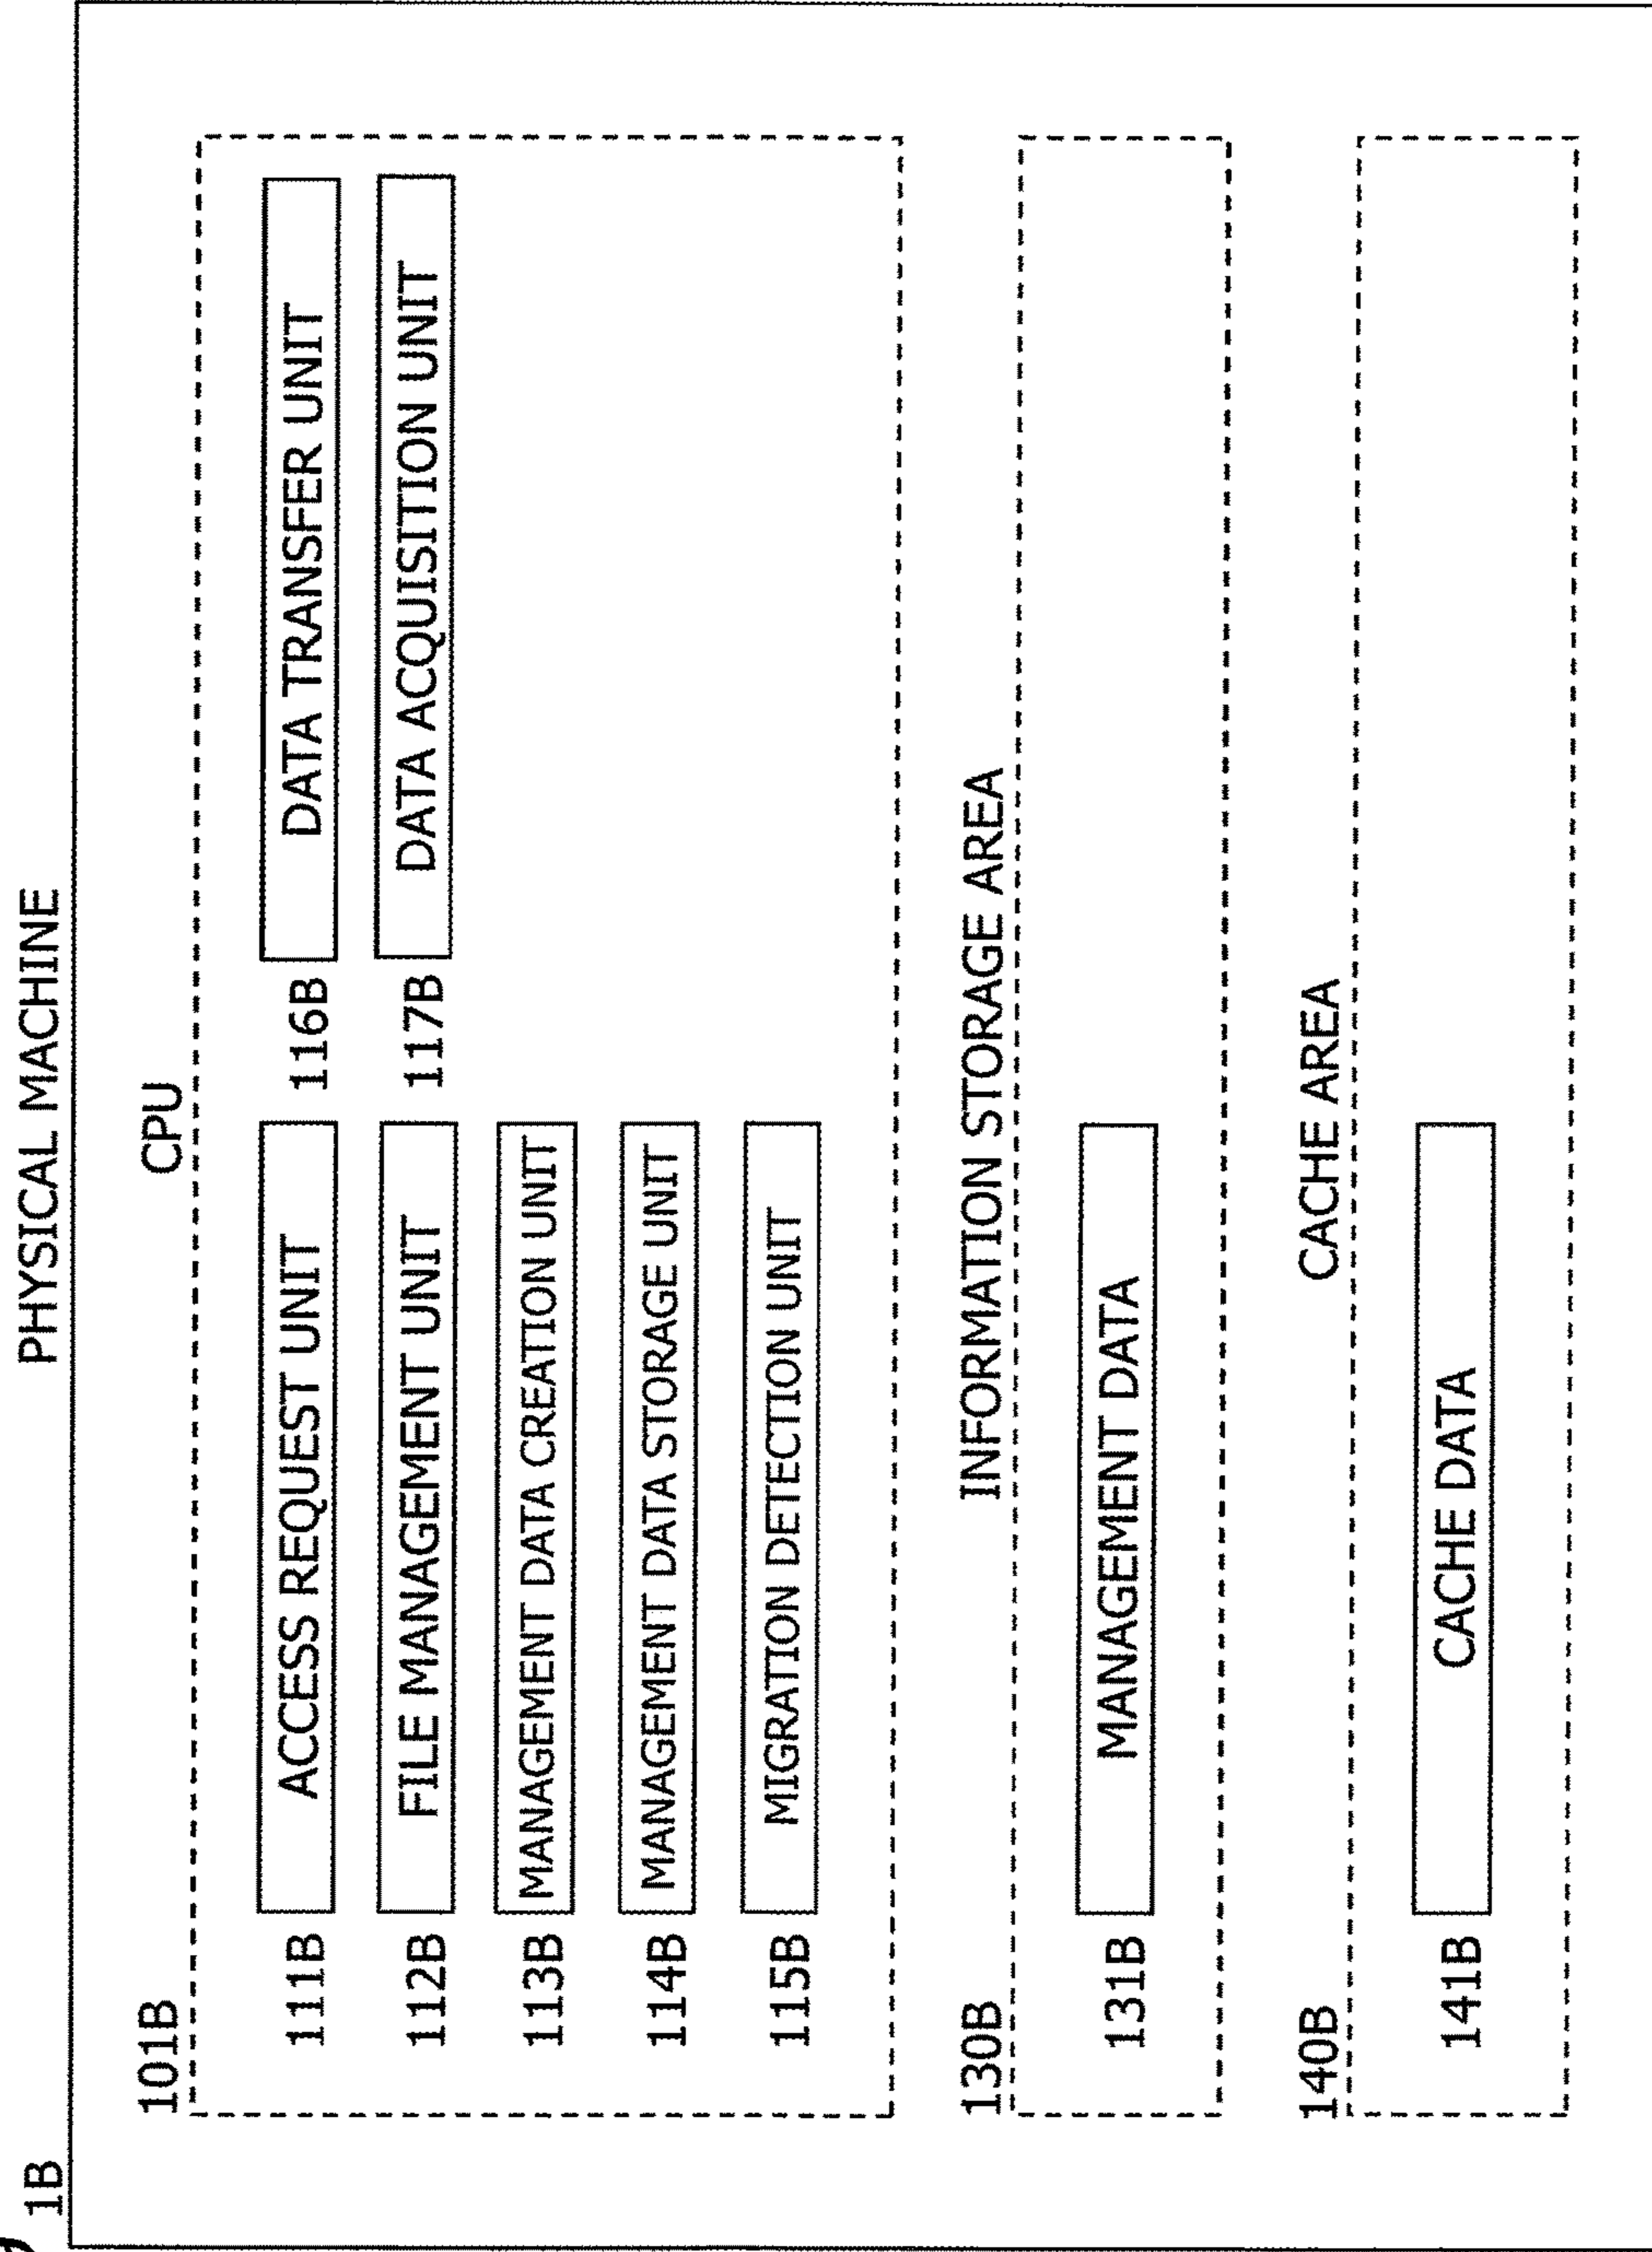 1B PHYSICAL MACHINE
101B CPU
111B ACCESS REQUEST UNIT
116B DATA TRANSFER UNIT
112B FILE MANAGEMENT UNIT
117B DATA ACQUISITION UNIT
113B MANAGEMENT DATA CREATION UNIT
114B MANAGEMENT DATA STORAGE UNIT
115B MIGRATION DETECTION UNIT
130B INFORMATION STORAGE AREA
131B MANAGEMENT DATA
140B CACHE AREA
141B CACHE DATA